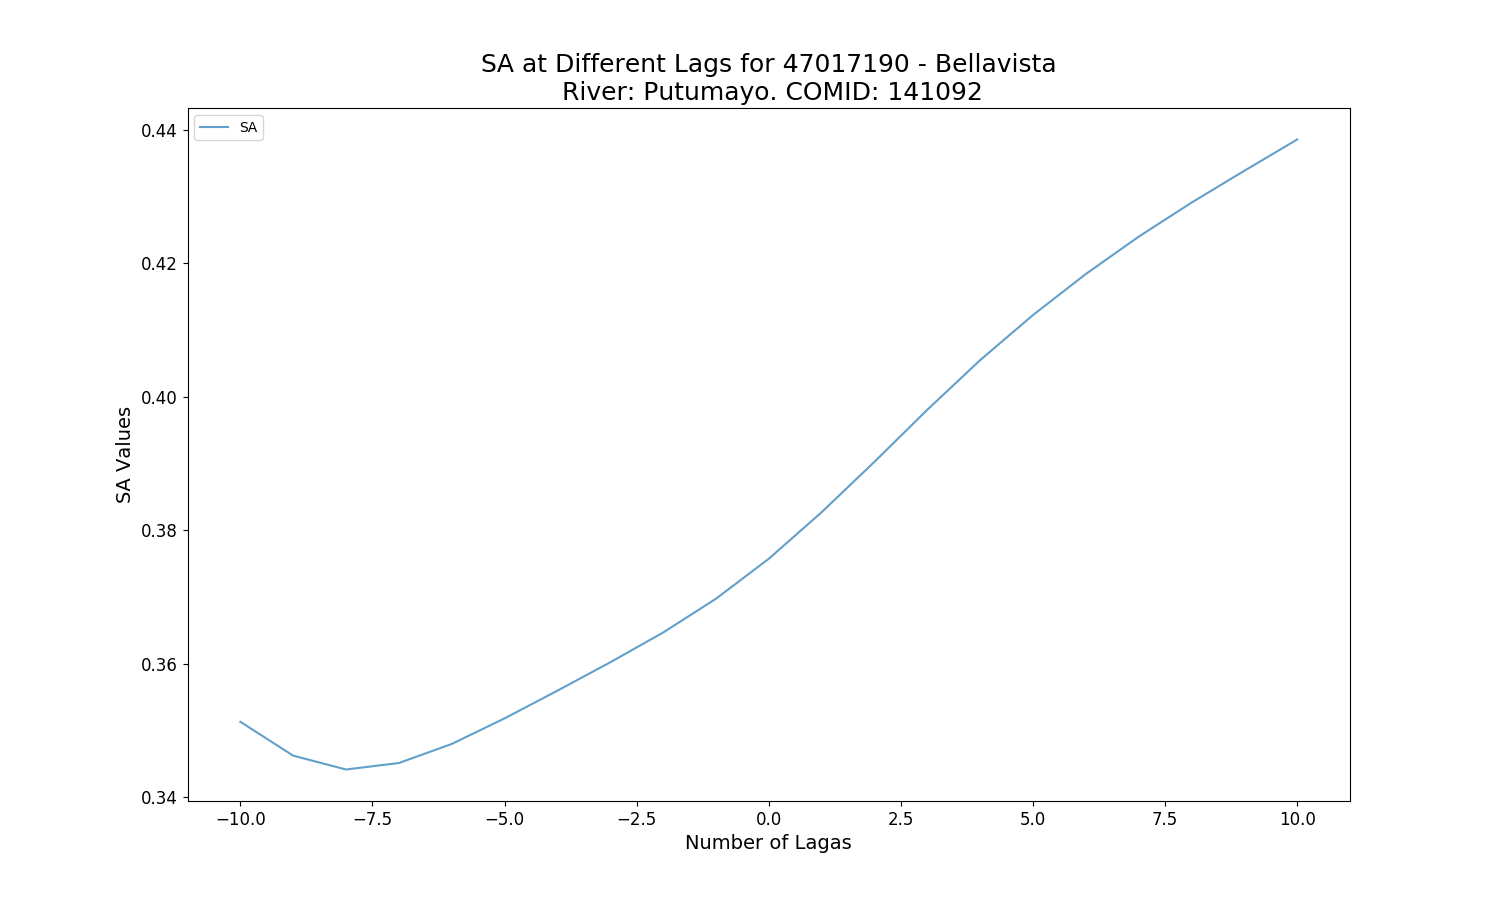 SA at Different Lags for 47017190 - Bellavista
River: Putumayo. COMID: 141092
SA
0.44
0.42
0.40
0.38
0.36
0.34
SA Values
−10.0 −7.5 −5.0 −2.5 0.0 2.5 5.0 7.5 10.0
Number of Lagas